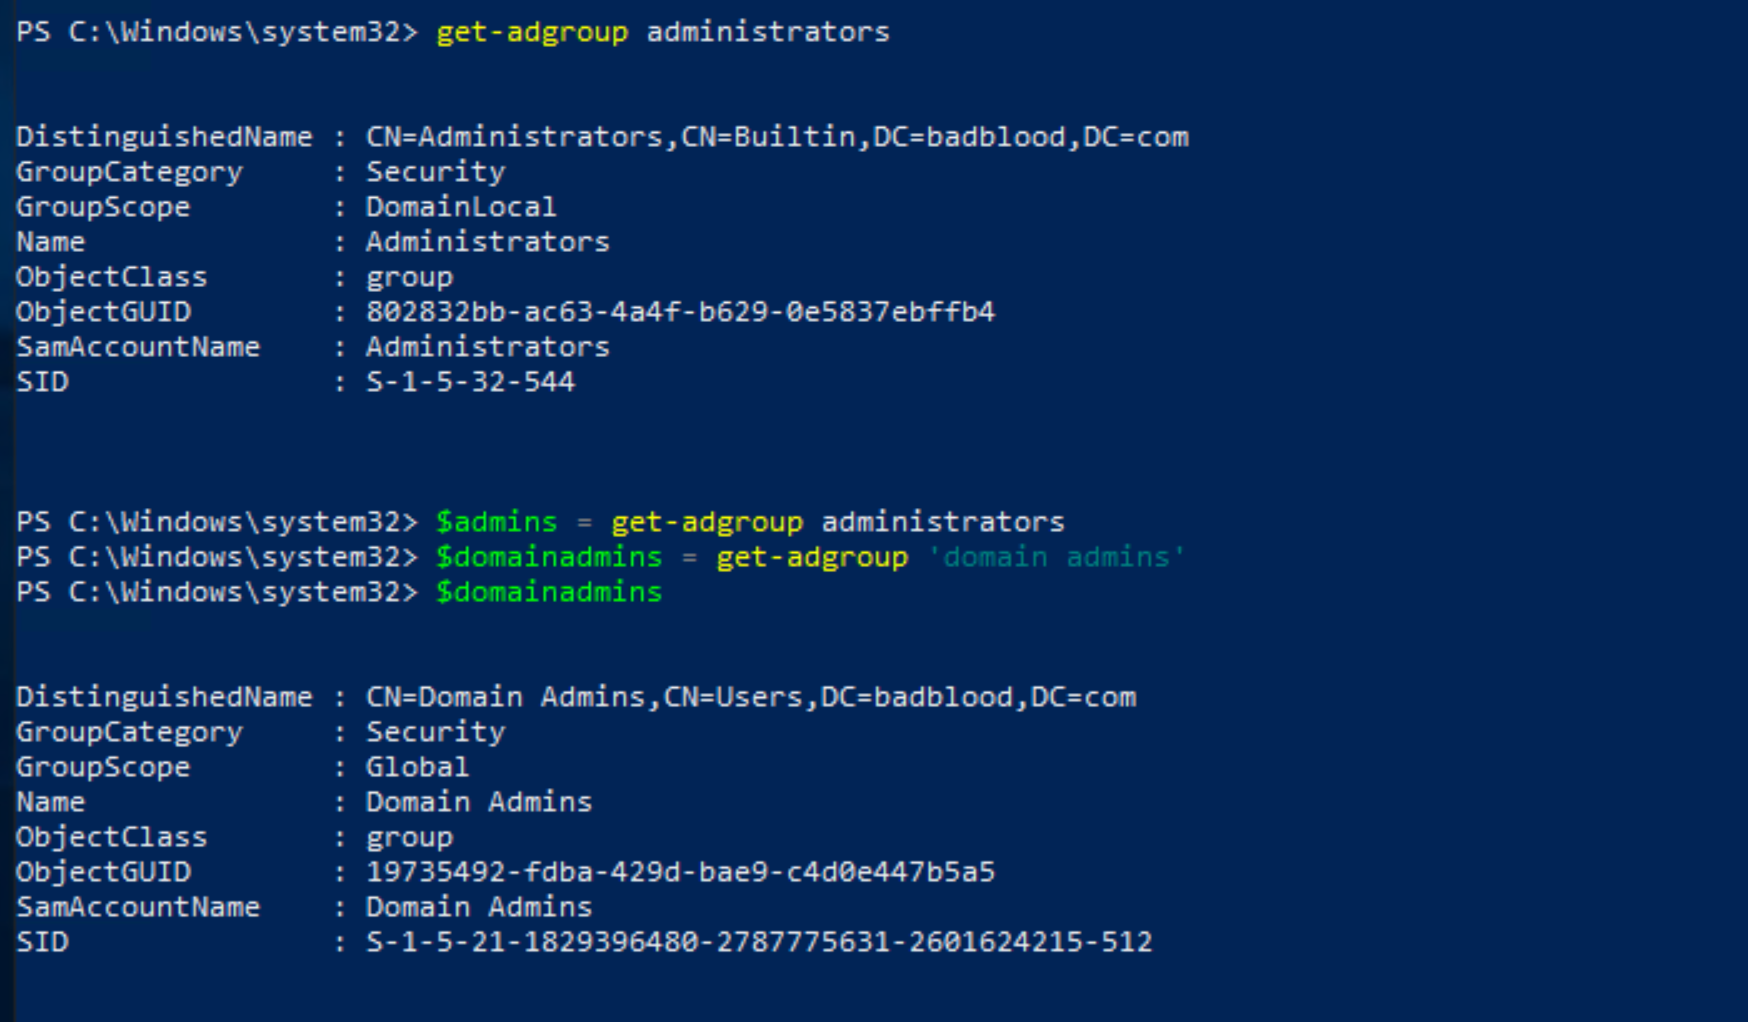 PS C:\Windows\system32> get-adgroup administrators
DistinguishedName : CN=Administrators,CN=Builtin,DC=badblood,DC=com
GroupCategory     : Security
GroupScope        : DomainLocal
Name              : Administrators
ObjectClass       : group
ObjectGUID        : 802832bb-ac63-4a4f-b629-0e5837ebffb4
SamAccountName    : Administrators
SID               : S-1-5-32-544
PS C:\Windows\system32> $admins = get-adgroup administrators
PS C:\Windows\system32> $domainadmins = get-adgroup 'domain admins'
PS C:\Windows\system32> $domainadmins
DistinguishedName : CN=Domain Admins,CN=Users,DC=badblood,DC=com
GroupCategory     : Security
GroupScope        : Global
Name              : Domain Admins
ObjectClass       : group
ObjectGUID        : 19735492-fdba-429d-bae9-c4d0e447b5a5
SamAccountName    : Domain Admins
SID               : S-1-5-21-1829396480-2787775631-2601624215-512